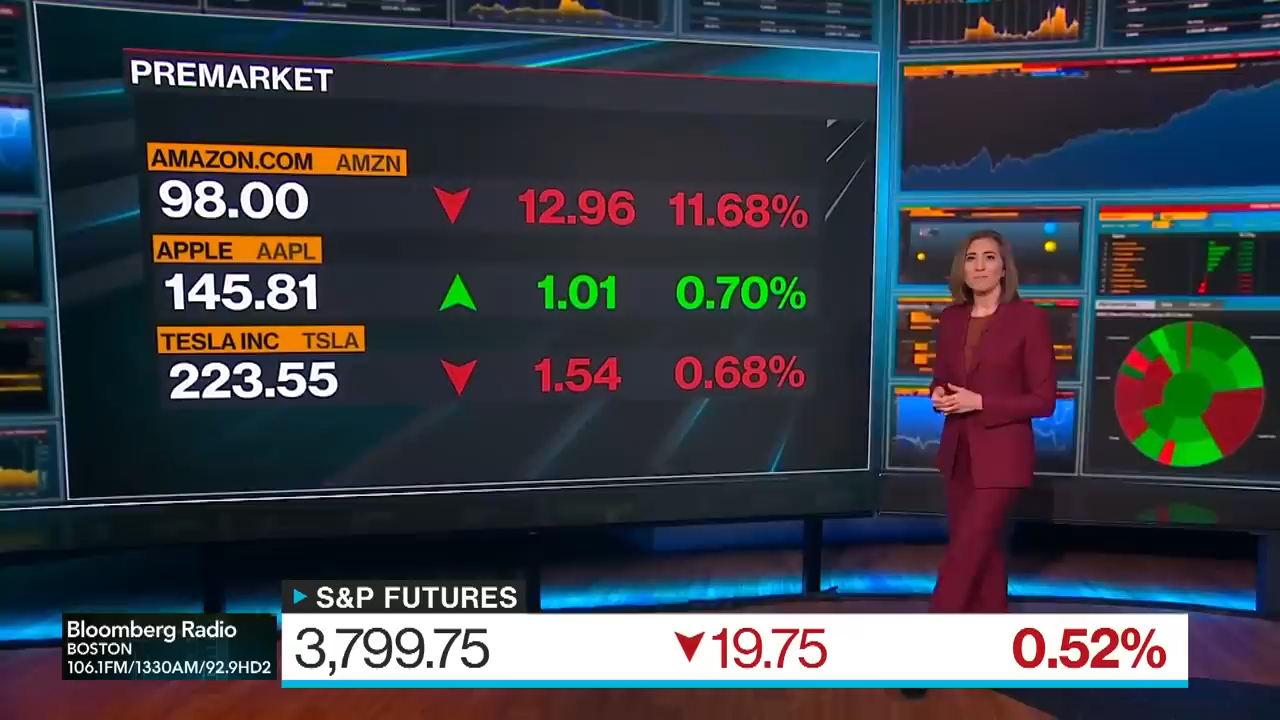 PREMARKET
AMAZON.COM AMZN
98.00 12.96 11.68%
APPLE AAPL
145.81 1.01 0.70%
TESLA INC TSLA
223.55 1.54 0.68%
S&P FUTURES
3,799.75 19.75 0.52%
Bloomberg Radio
BOSTON
106.1FM/1330AM/92.9HD2